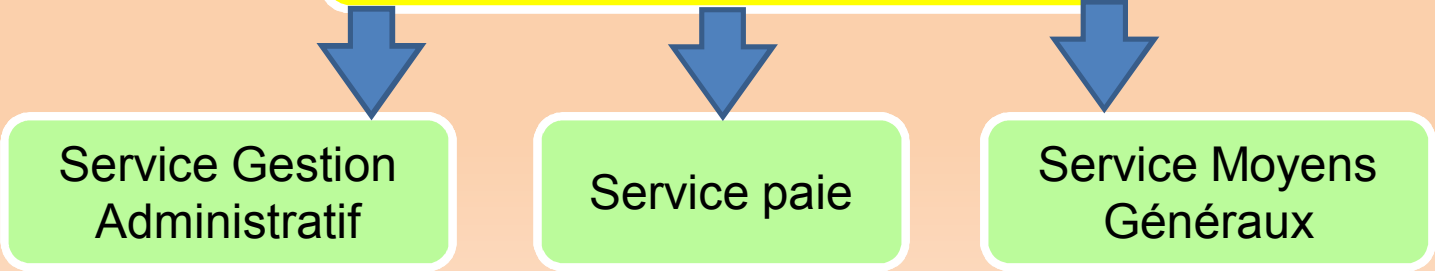 Service Gestion
Administratif
Service paie
Service Moyens
Généraux